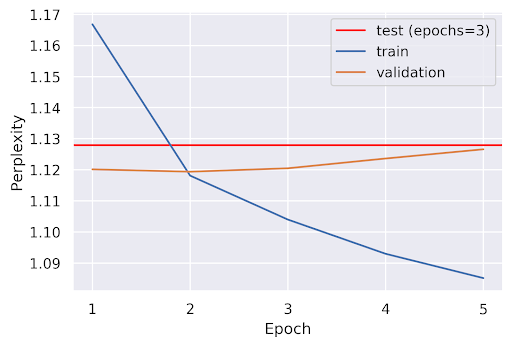 1.17
1.16
1.15
1.14
1.13
1.12
1.11
1.10
1.09
Perplexity
test (epochs=3)
train
validation
1 2 3 4 5
Epoch